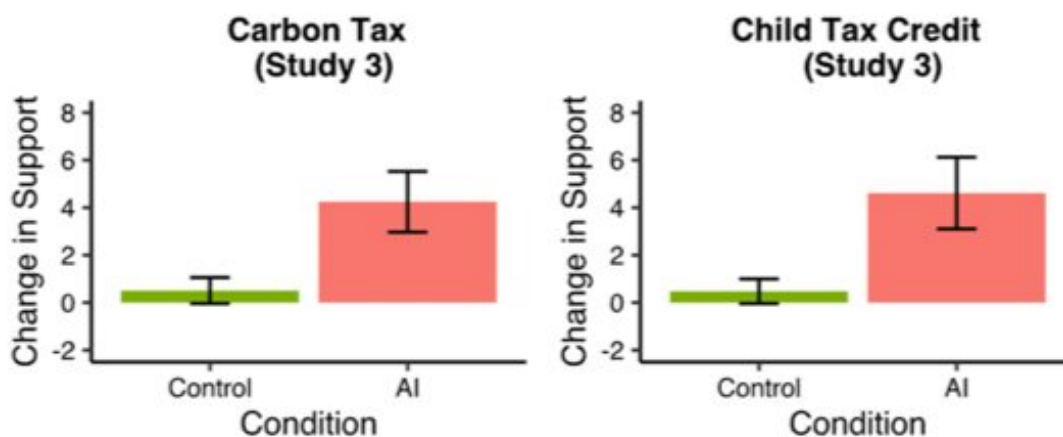 Carbon Tax
(Study 3)
Change in Support
8
6
4
2
0
-2
Control
AI
Condition
Child Tax Credit
(Study 3)
Change in Support
8
6
4
2
0
-2
Control
AI
Condition